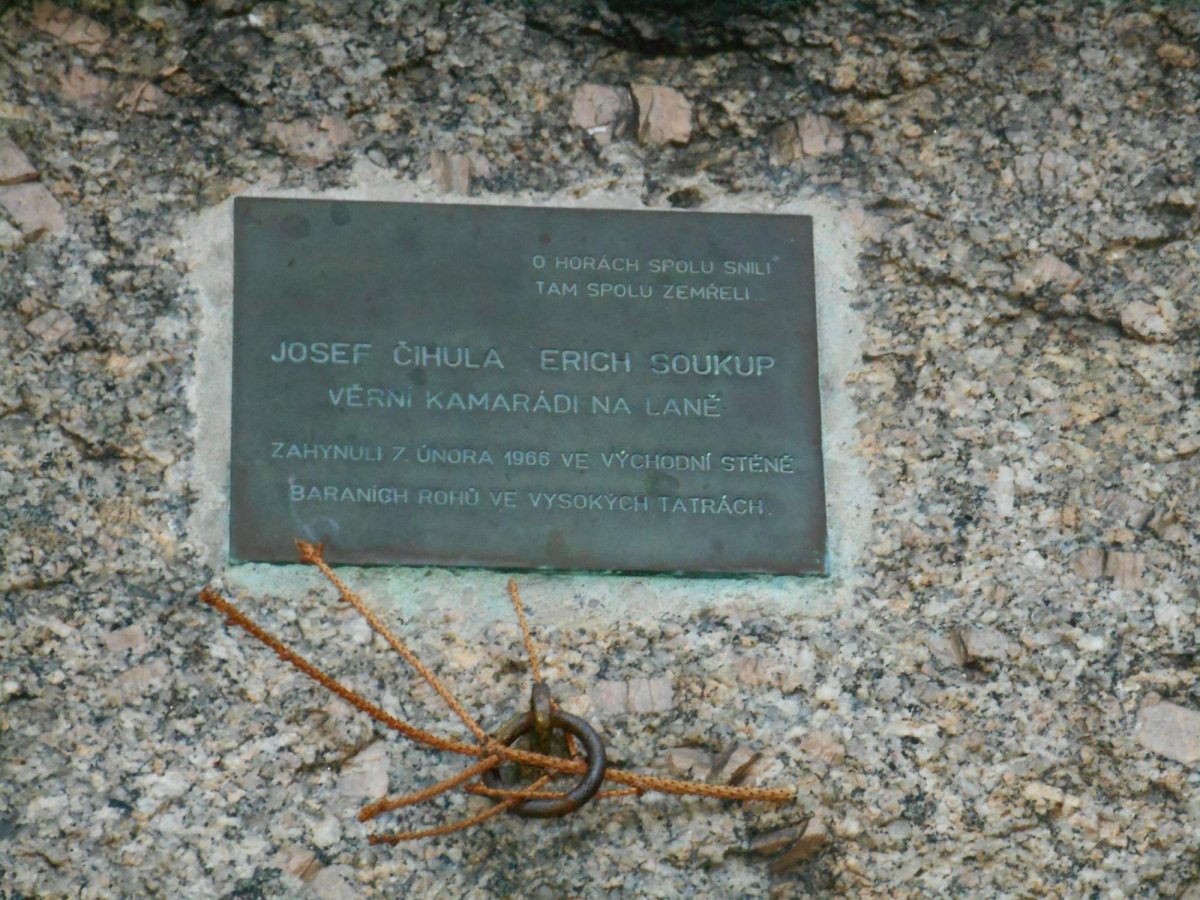 O HORÁCH SPOLU SNILI
TAM SPOLU ZEMŘELI...
JOSEF ČIHULA ERICH SOUKUP
VĚRNÍ KAMARÁDI NA LANĚ
ZAHYNULI 7. ÚNORA 1966 VE VÝCHODNÍ STĚNĚ
BARANÍCH ROHŮ VE VYSOKÝCH TATRÁCH.